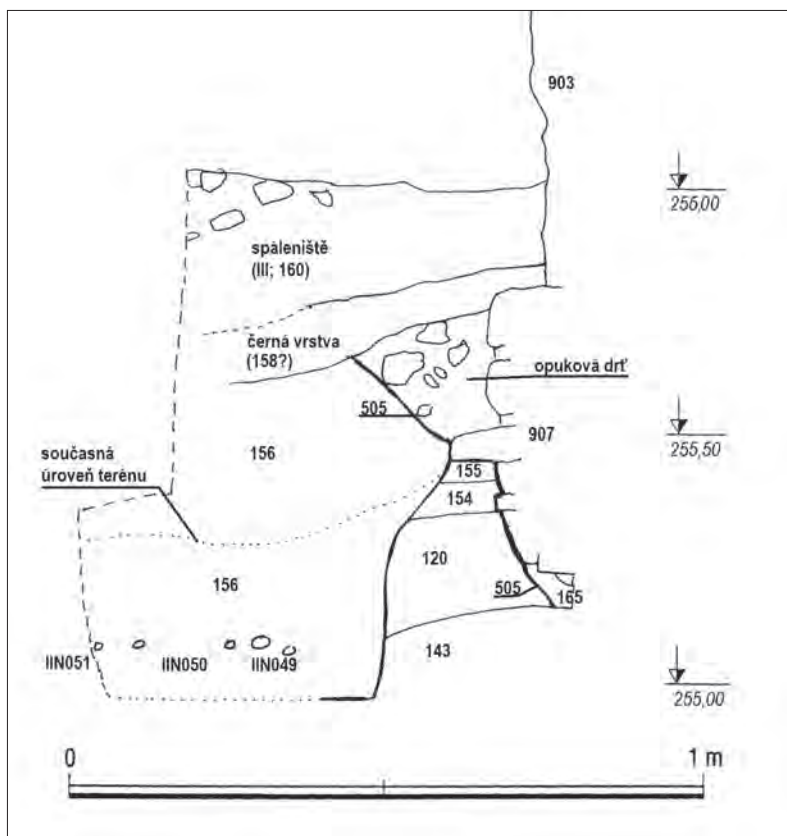 903
256,00
spáleniště
(III; 160)
černá vrstva
(158?)
opuková drť
505
907
255,50
156
současná
úroveň terénu
155
154
120
156
505
165
143
IIN051
IIN050
IIN049
255,00
0
1 m